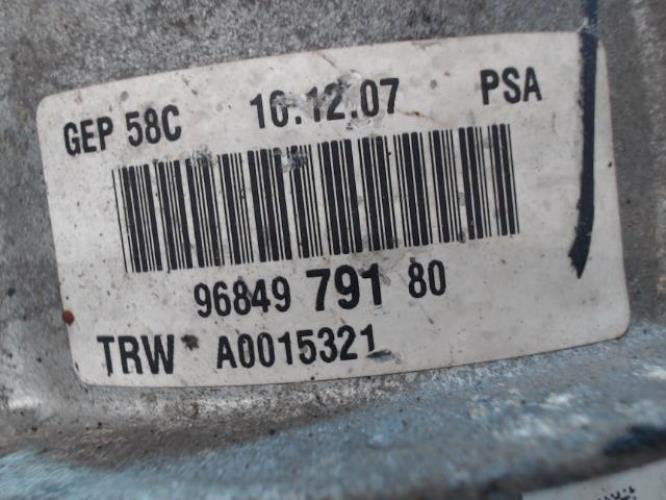 GEP 58C 10.12.07 PSA
96849 791 80
TRW A0015321